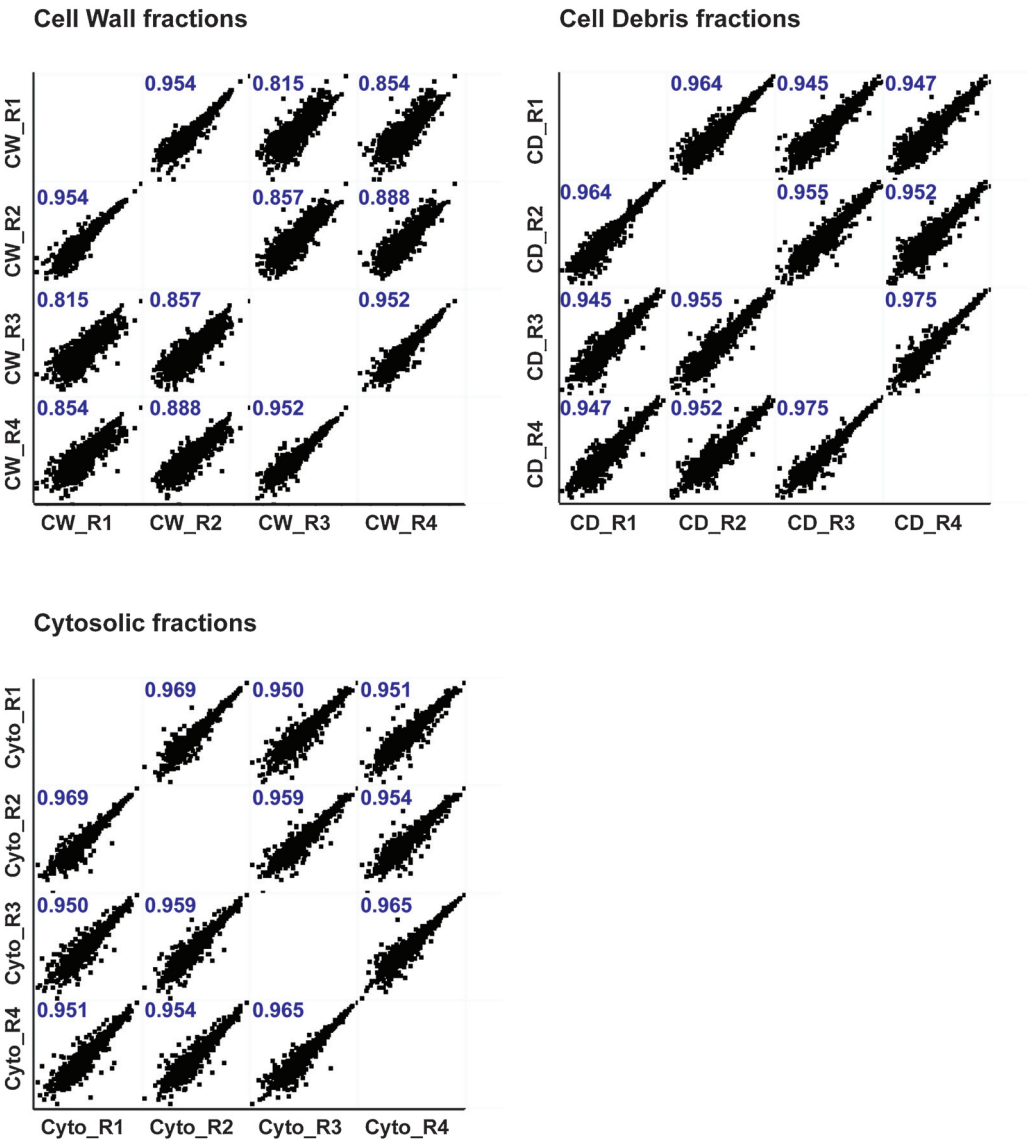 Cell Wall fractions
CW_R1
0.954
0.815
0.854
CW_R2
0.954
0.857
0.888
CW_R3
0.815
0.857
0.952
CW_R4
0.854
0.888
0.952
CW_R1
CW_R2
CW_R3
CW_R4
Cell Debris fractions
CD_R1
0.964
0.945
0.947
CD_R2
0.964
0.955
0.952
CD_R3
0.945
0.955
0.975
CD_R4
0.947
0.952
0.975
CD_R1
CD_R2
CD_R3
CD_R4
Cytosolic fractions
Cyto_R1
0.969
0.950
0.951
Cyto_R2
0.969
0.959
0.954
Cyto_R3
0.950
0.959
0.965
Cyto_R4
0.951
0.954
0.965
Cyto_R1
Cyto_R2
Cyto_R3
Cyto_R4